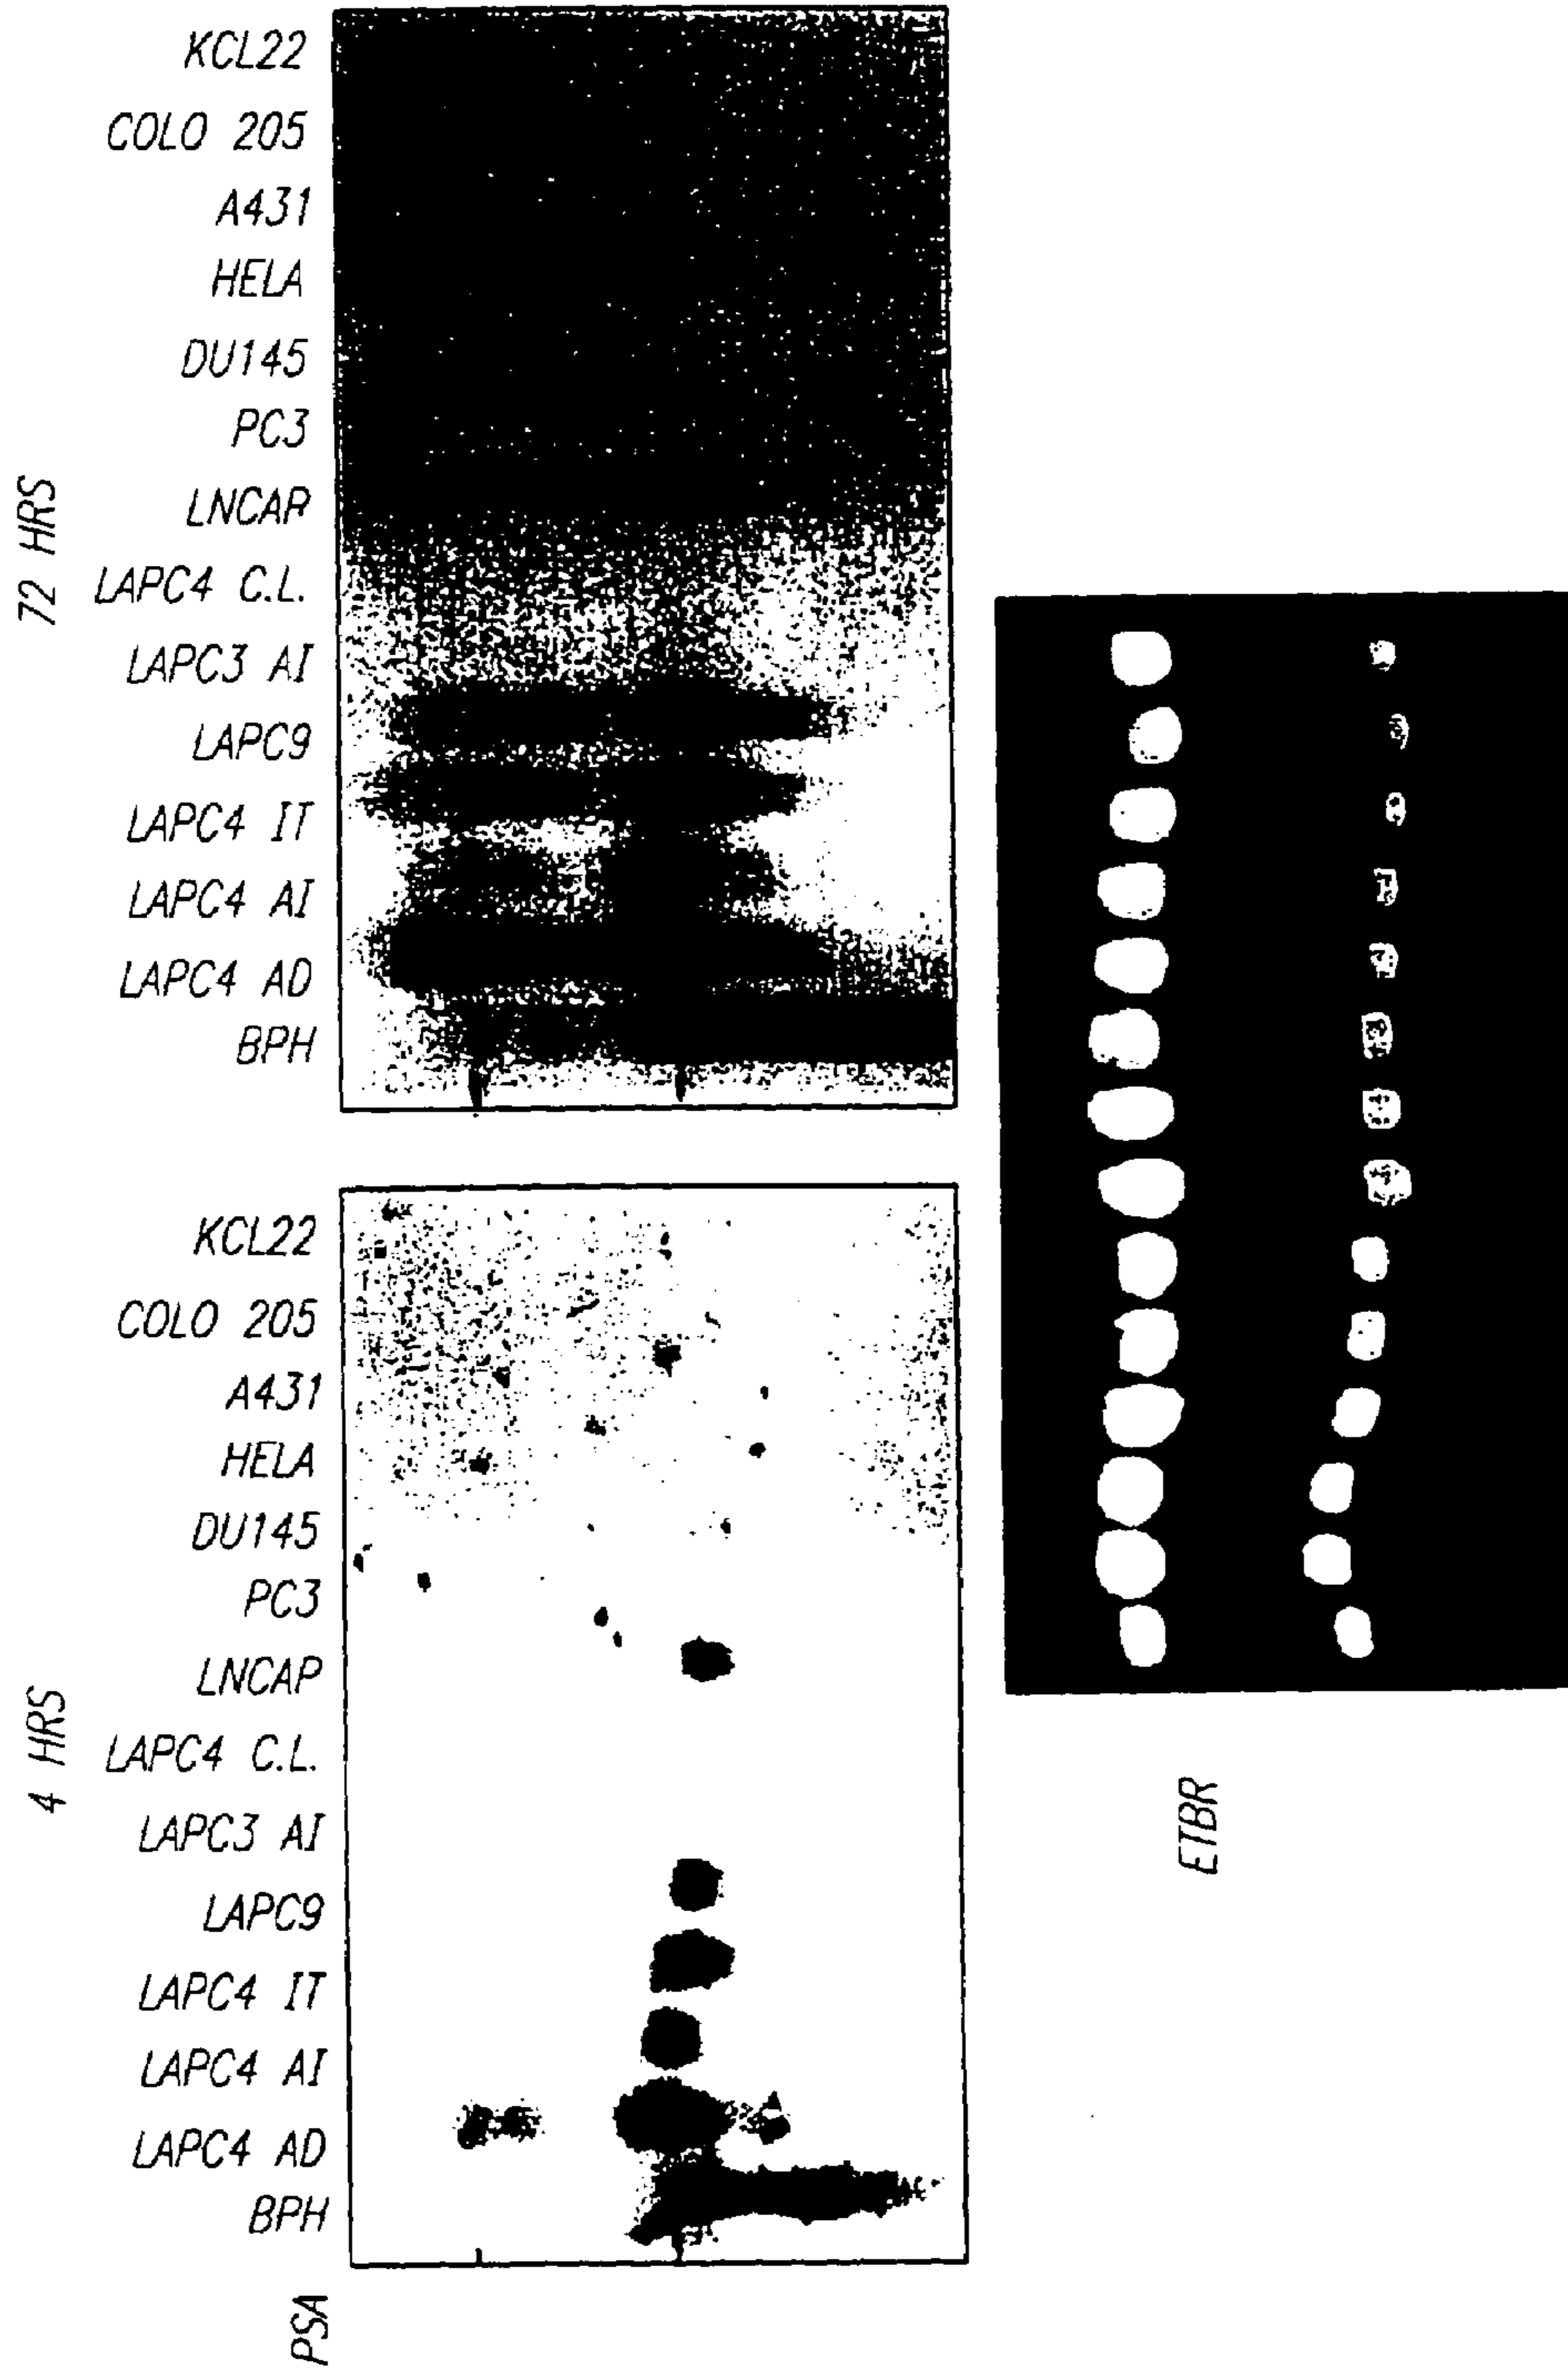 72 HRS
KCL22
COLO 205
A431
HELA
DU145
PC3
LNCAP
LAPC4 C.L.
LAPC3 AI
LAPC9
LAPC4 IT
LAPC4 AI
LAPC4 AD
BPH
4 HRS
KCL22
COLO 205
A431
HELA
DU145
PC3
LNCAP
LAPC4 C.L.
LAPC3 AI
LAPC9
LAPC4 IT
LAPC4 AI
LAPC4 AD
BPH
PSA
ETBR